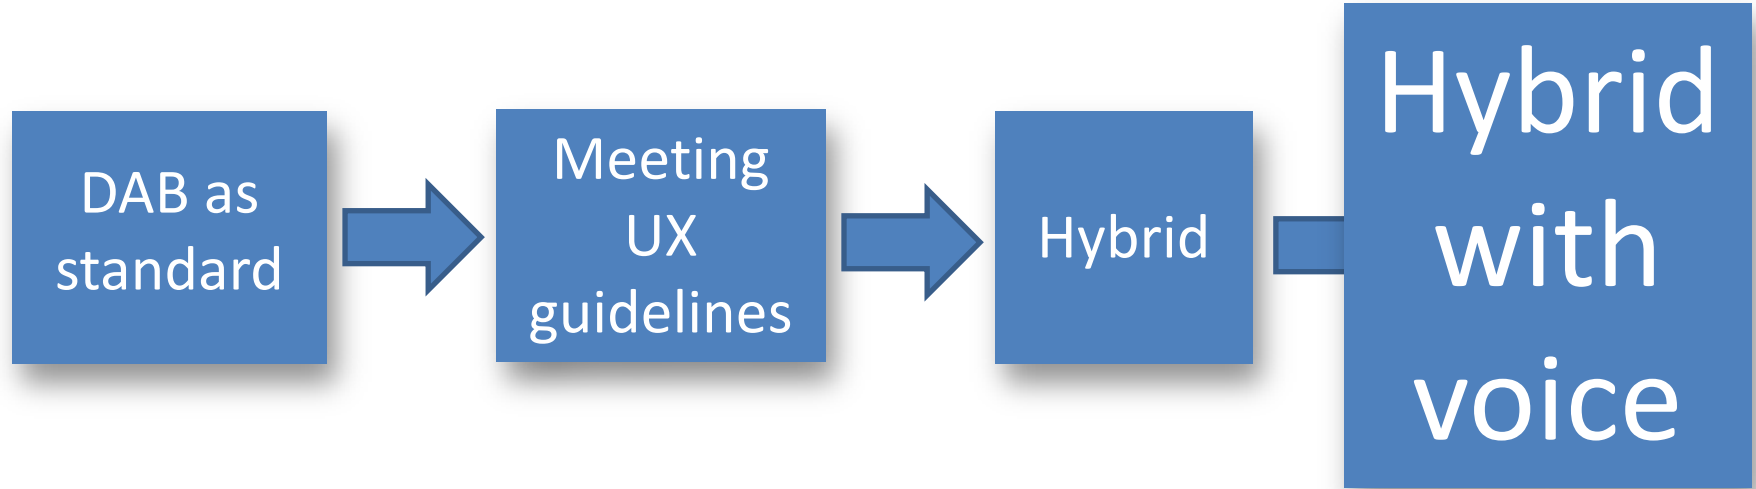 DAB as
standard
Meeting
UX
guidelines
Hybrid
Hybrid
with
voice